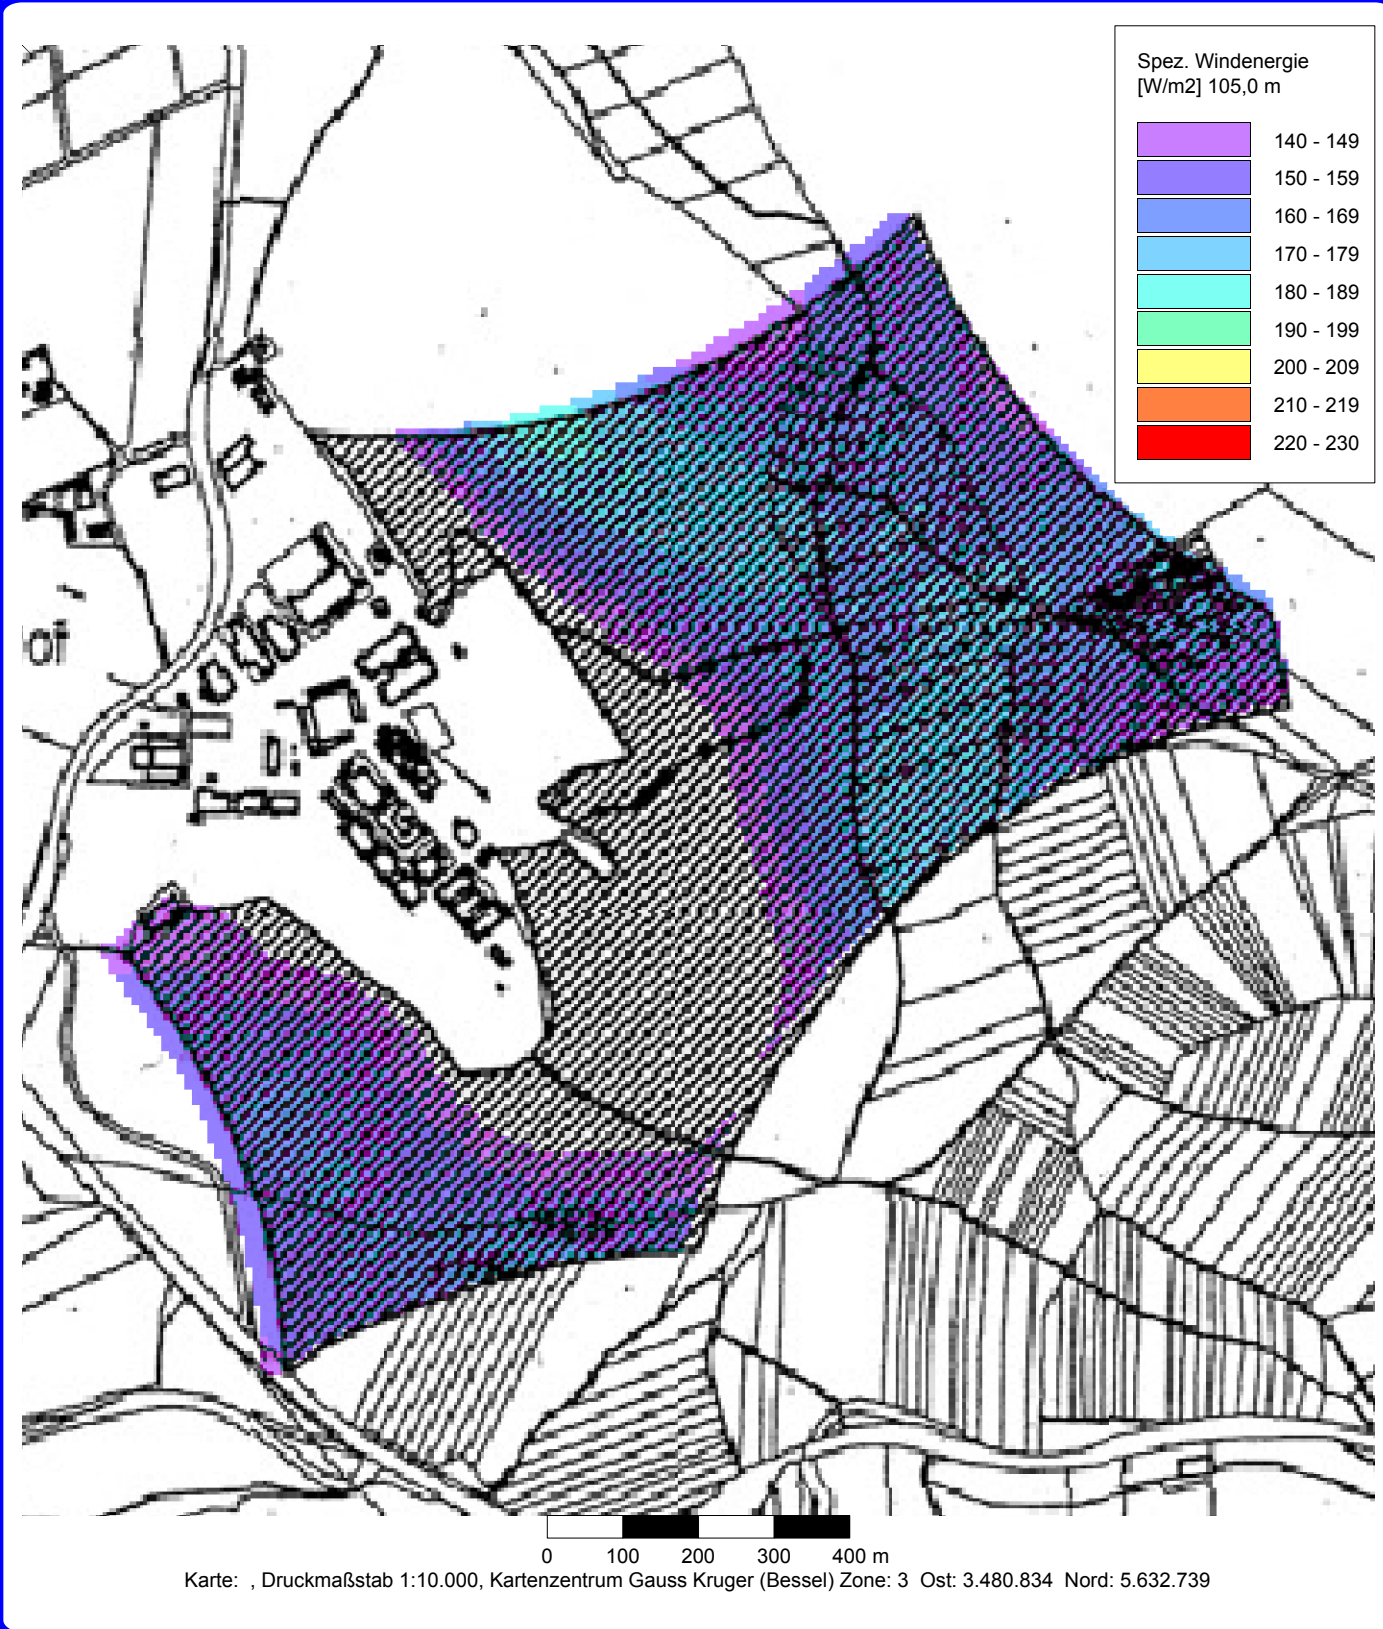 Spez. Windenergie
[W/m2] 105,0 m
140 - 149
150 - 159
160 - 169
170 - 179
180 - 189
190 - 199
200 - 209
210 - 219
220 - 230
0 100 200 300 400 m
Karte: , Druckmaßstab 1:10.000, Kartenzentrum Gauss Kruger (Bessel) Zone: 3 Ost: 3.480.834 Nord: 5.632.739